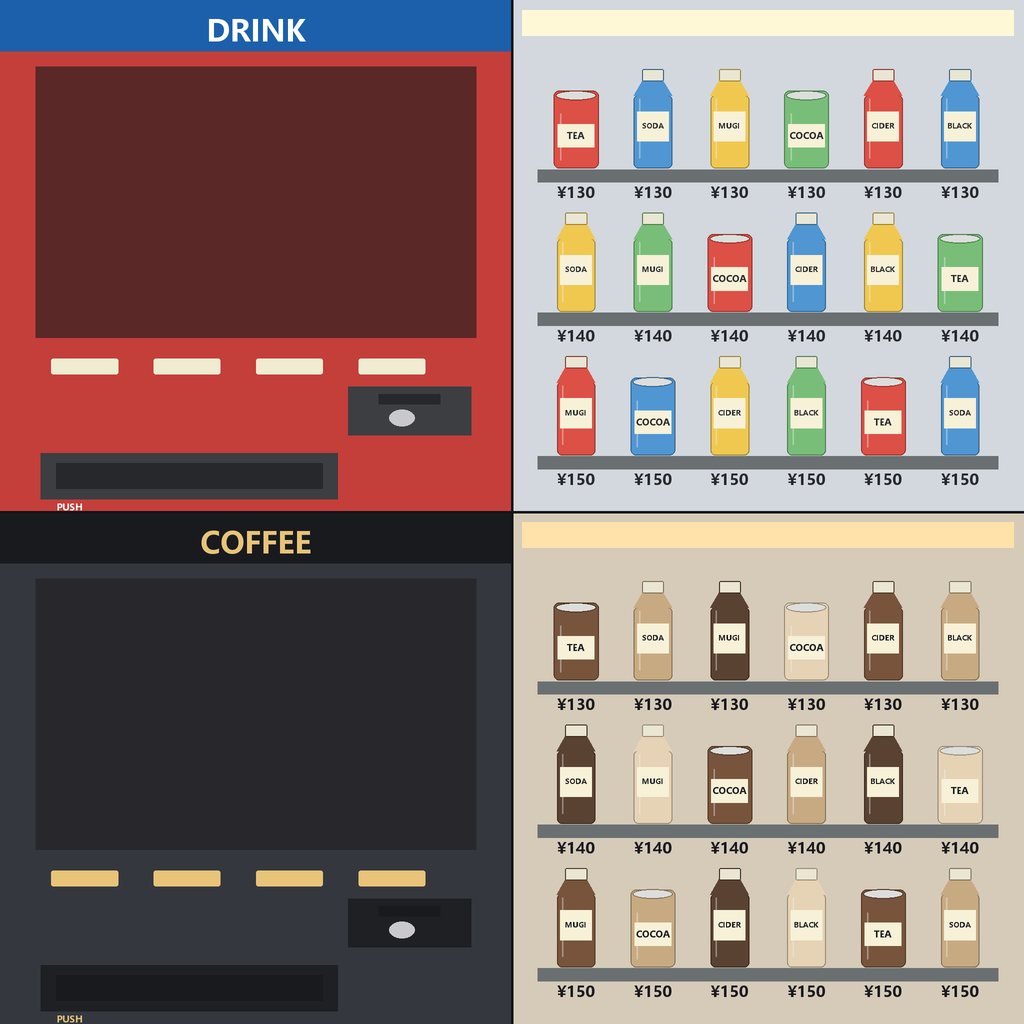 DRINK
TEA SODA MUGI COCOA CIDER BLACK
¥130 ¥130 ¥130 ¥130 ¥130 ¥130
SODA MUGI COCOA CIDER BLACK TEA
¥140 ¥140 ¥140 ¥140 ¥140 ¥140
MUGI COCOA CIDER BLACK TEA SODA
¥150 ¥150 ¥150 ¥150 ¥150 ¥150
PUSH
COFFEE
TEA SODA MUGI COCOA CIDER BLACK
¥130 ¥130 ¥130 ¥130 ¥130 ¥130
SODA MUGI COCOA CIDER BLACK TEA
¥140 ¥140 ¥140 ¥140 ¥140 ¥140
MUGI COCOA CIDER BLACK TEA SODA
¥150 ¥150 ¥150 ¥150 ¥150 ¥150
PUSH